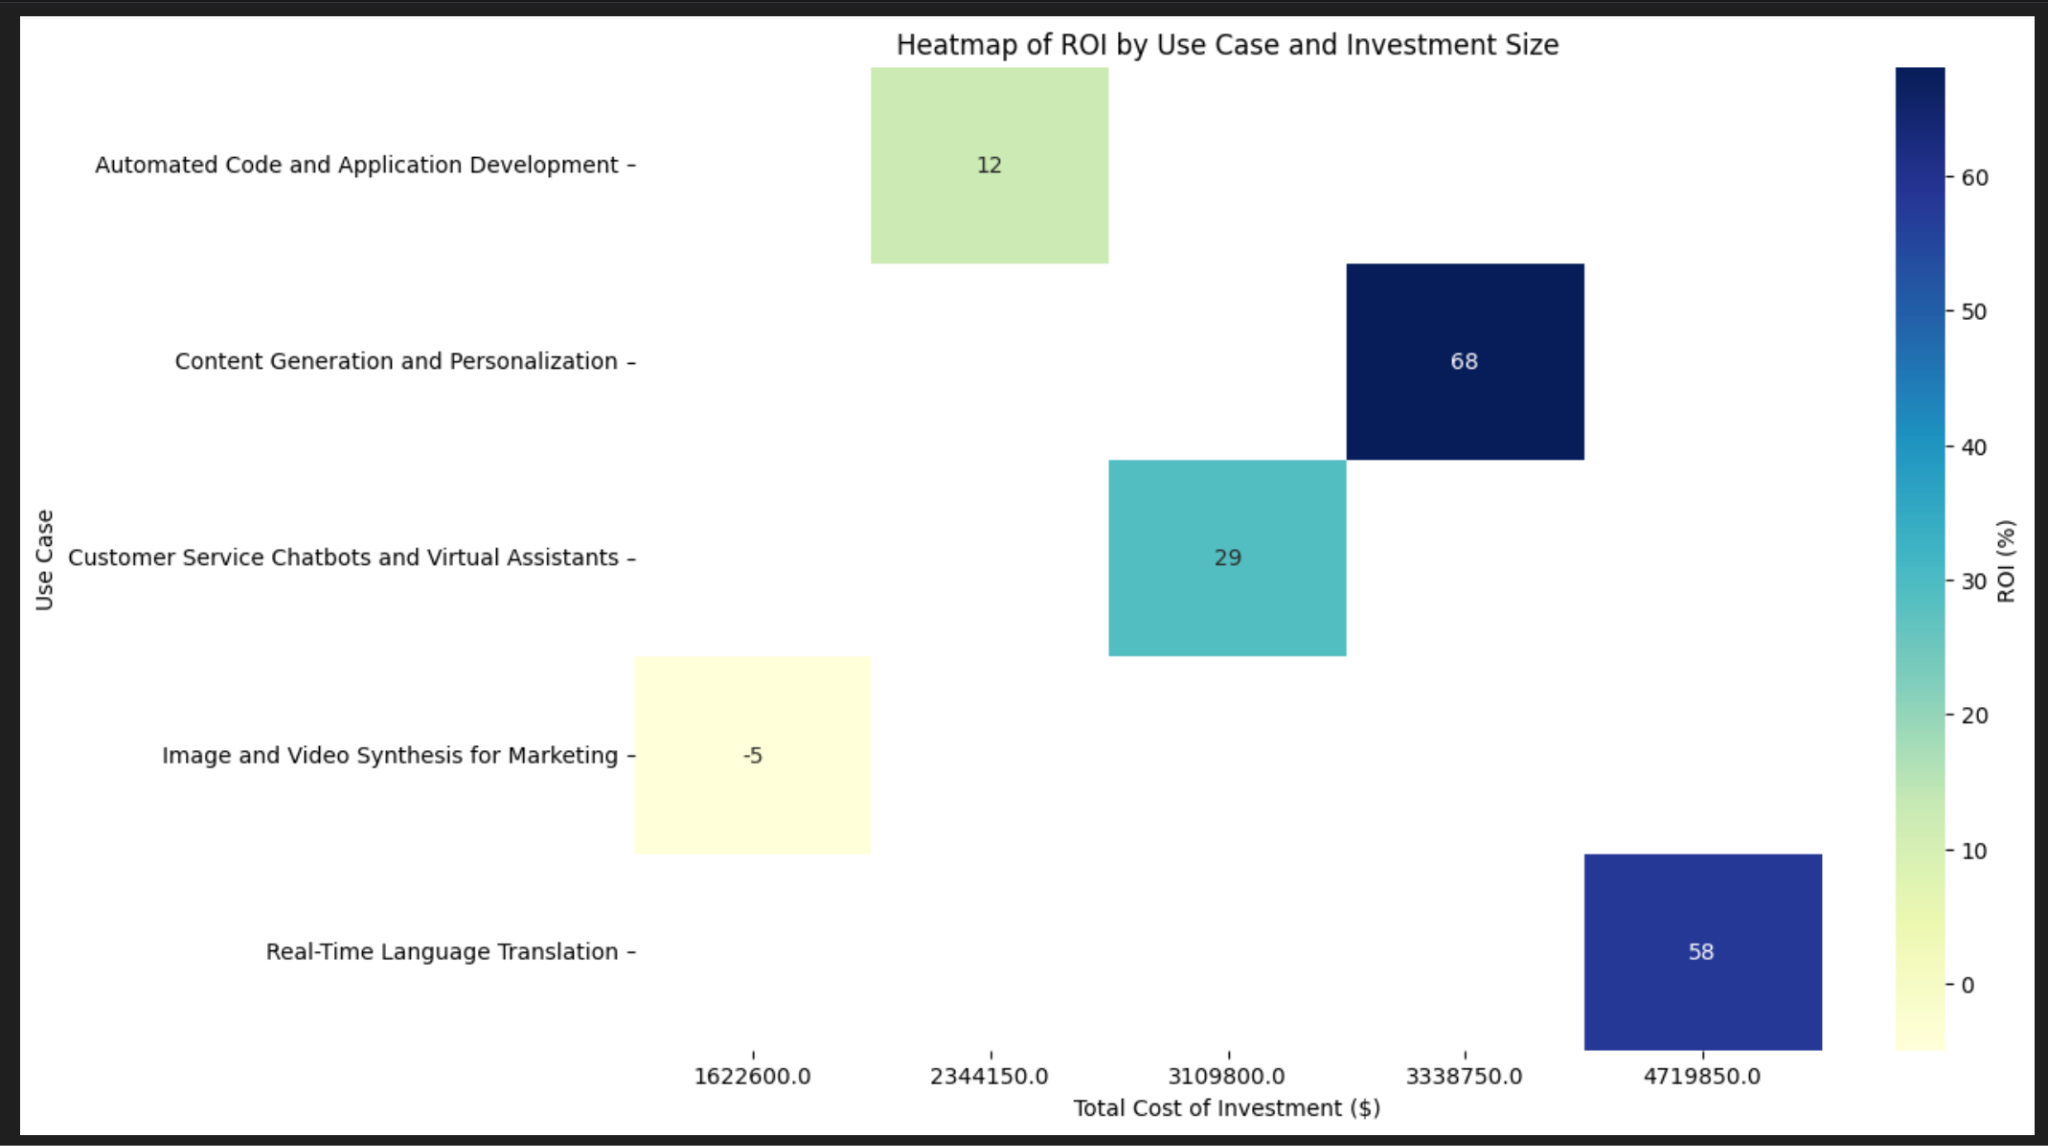 Heatmap of ROI by Use Case and Investment Size
Automated Code and Application Development
12
Content Generation and Personalization
68
Customer Service Chatbots and Virtual Assistants
29
Image and Video Synthesis for Marketing
-5
Real-Time Language Translation
58
Use Case
1622600.0 2344150.0 3109800.0 3338750.0 4719850.0
Total Cost of Investment ($)
60
50
40
30
20
10
0
ROI (%)